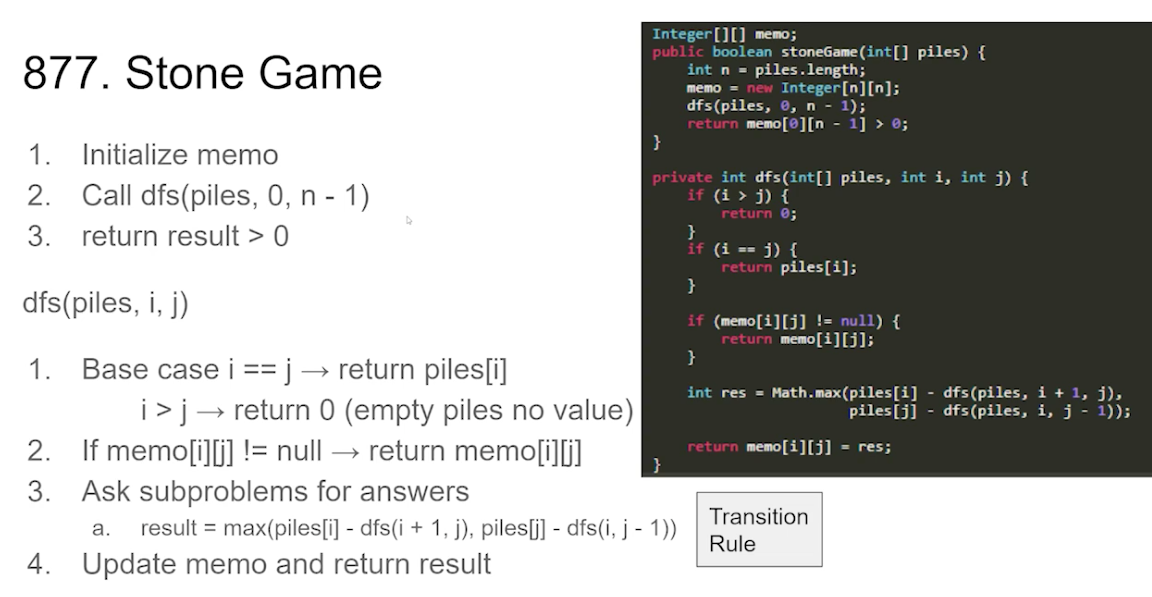 877. Stone Game
1. Initialize memo
2. Call dfs(piles, 0, n - 1)
3. return result > 0
dfs(piles, i, j)
1. Base case i == j → return piles[i]
i > j → return 0 (empty piles no value)
2. If memo[i][j] != null → return memo[i][j]
3. Ask subproblems for answers
a. result = max(piles[i] - dfs(i + 1, j), piles[j] - dfs(i, j - 1))
4. Update memo and return result
Integer[][] memo;
public boolean stoneGame(int[] piles) {
int n = piles.length;
memo = new Integer[n][n];
dfs(piles, 0, n - 1);
return memo[0][n - 1] > 0;
}
private int dfs(int[] piles, int i, int j) {
if (i > j) {
return 0;
}
if (i == j) {
return piles[i];
}
if (memo[i][j] != null) {
return memo[i][j];
}
int res = Math.max(piles[i] - dfs(piles, i + 1, j),
piles[j] - dfs(piles, i, j - 1));
return memo[i][j] = res;
}
Transition
Rule